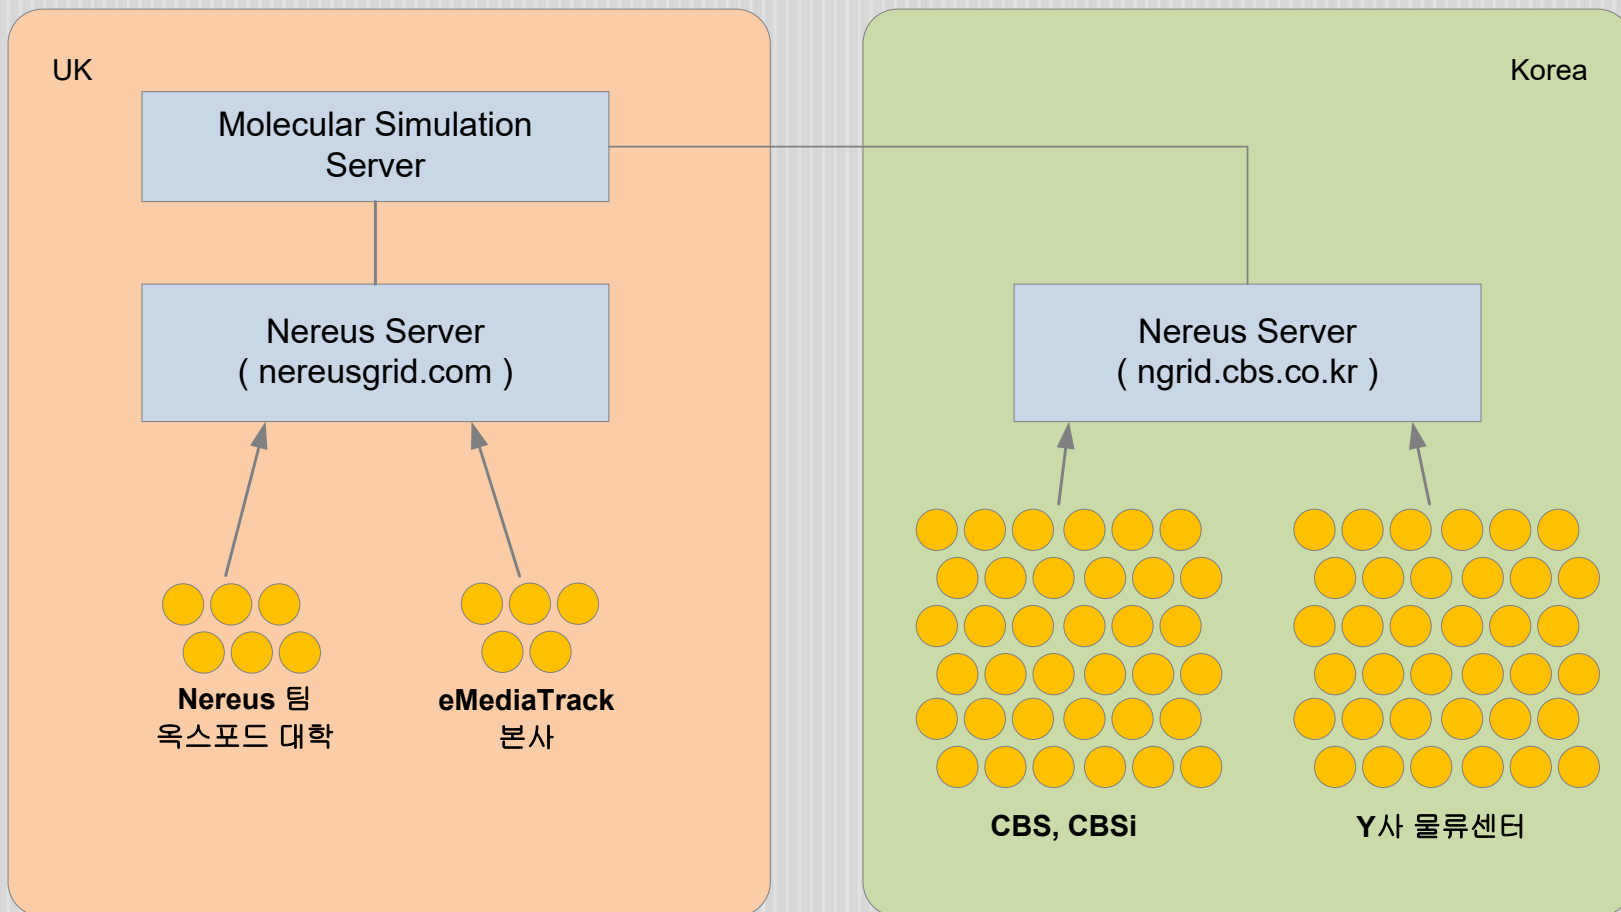 UK
Molecular Simulation
Server
Nereus Server
( nereusgrid.com )
Nereus 팀
옥스포드 대학
eMediaTrack
본사
Korea
Nereus Server
( ngrid.cbs.co.kr )
CBS, CBSi
Y사 물류센터